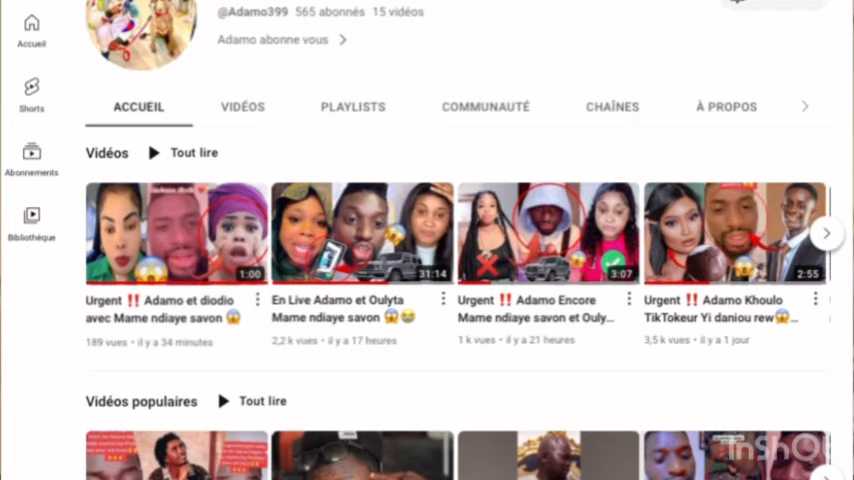 @Adamo399 565 abonnés 15 vidéos
Adamo abonne vous
Accueil
Shorts
Abonnements
Bibliothèque
ACCUEIL VIDÉOS PLAYLISTS COMMUNAUTÉ CHAÎNES À PROPOS
Vidéos Tout lire
1:00
31:14
3:07
2:55
Urgent ‼️ Adamo et diodio
avec Mame ndiaye savon 😱
189 vues • il y a 34 minutes
En Live Adamo et Oulyta
Mame ndiaye savon 😱😭
2,2 k vues • il y a 17 heures
Urgent ‼️ Adamo Encore
Mame ndiaye savon et Ouly...
1 k vues • il y a 21 heures
Urgent ‼️ Adamo Khoulo
TikTokeur Yi daniou rew😱...
3,5 k vues • il y a 1 jour
Vidéos populaires Tout lire
InShOt